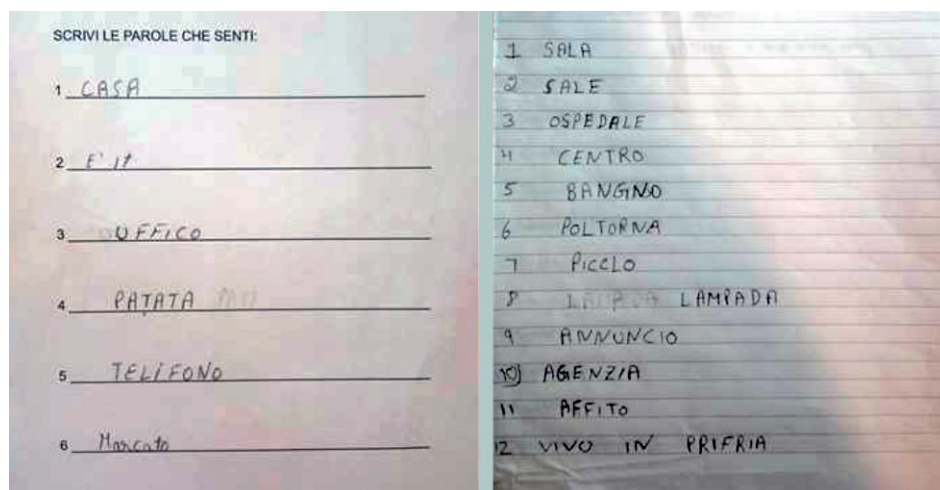 SCRIVI LE PAROLE CHE SENTI:
1 CASA
2 E' it
3 UFFICO
4 PATATA
5 TELIFONO
6 Marcato
1 SALA
2 SALE
3 OSPEDALE
4 CENTRO
5 BANGNO
6 POLTORNA
7 PICCLO
8 LAMPADA
9 ANNUNCIO
10) AGENZIA
11 AFFITO
12 VIVO IN PRIFRIA